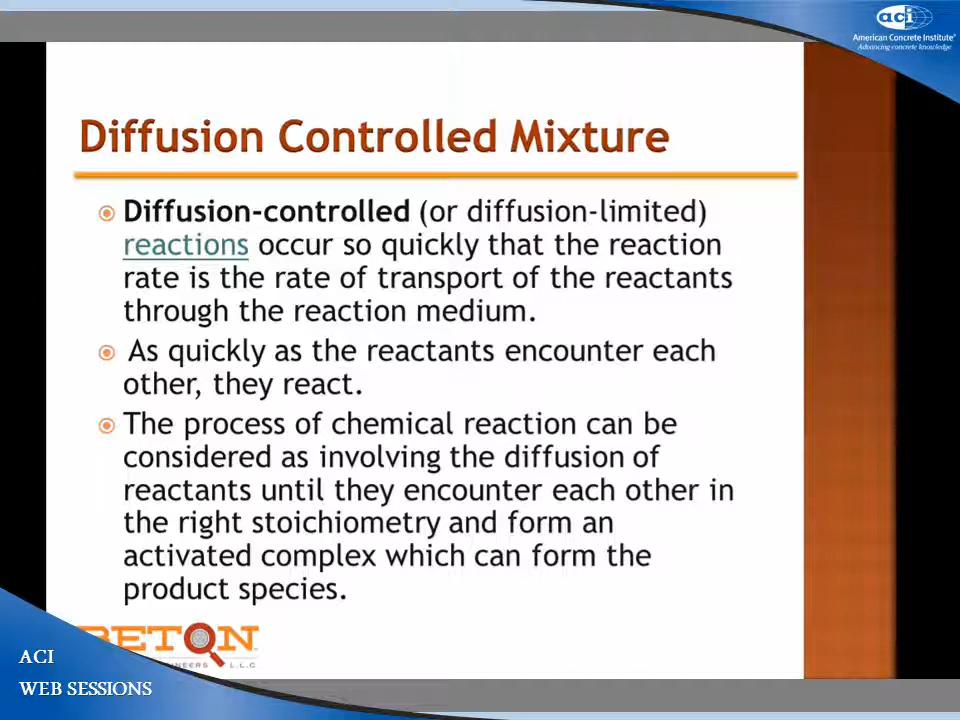 aci
American Concrete Institute®
Advancing concrete knowledge
Diffusion Controlled Mixture
Diffusion-controlled (or diffusion-limited)
reactions occur so quickly that the reaction
rate is the rate of transport of the reactants
through the reaction medium.
As quickly as the reactants encounter each
other, they react.
The process of chemical reaction can be
considered as involving the diffusion of
reactants until they encounter each other in
the right stoichiometry and form an
activated complex which can form the
product species.
BETON
L.L.C
ACI
WEB SESSIONS